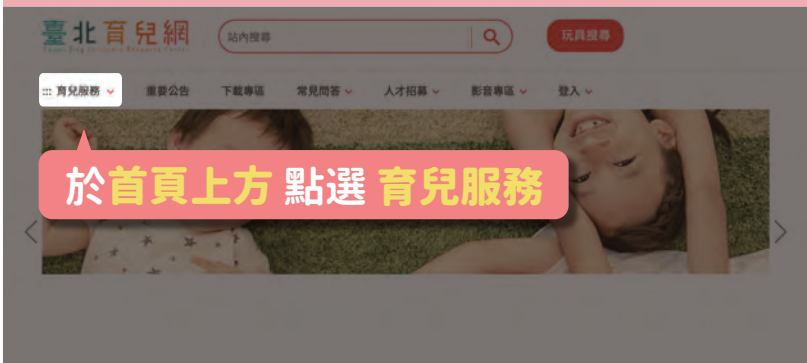 臺北育兒網
站內搜尋
玩具搜尋
::: 育兒服務
重要公告
下載專區
常見問答
人才招募
影音專區
登入
於首頁上方 點選 育兒服務